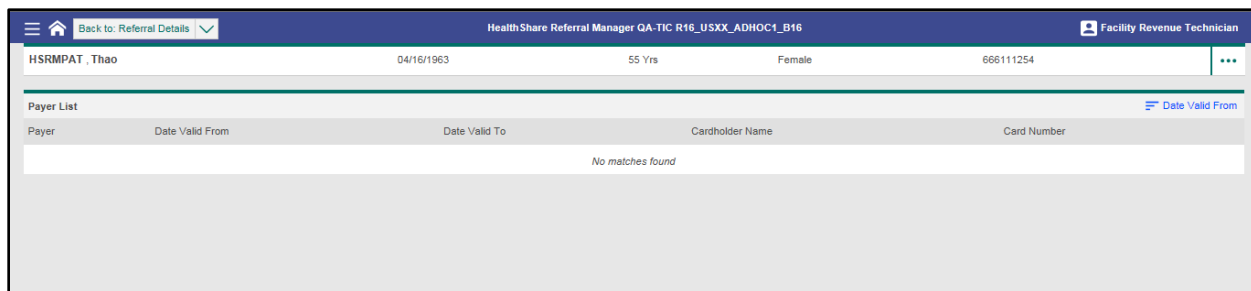 Back to: Referral Details HealthShare Referral Manager QA-TIC R16_USXX_ADHOC1_B16 Facility Revenue Technician
HSRMPAT , Thao 04/16/1963 55 Yrs Female 666111254
Payer List Date Valid From
Payer Date Valid From Date Valid To Cardholder Name Card Number
No matches found